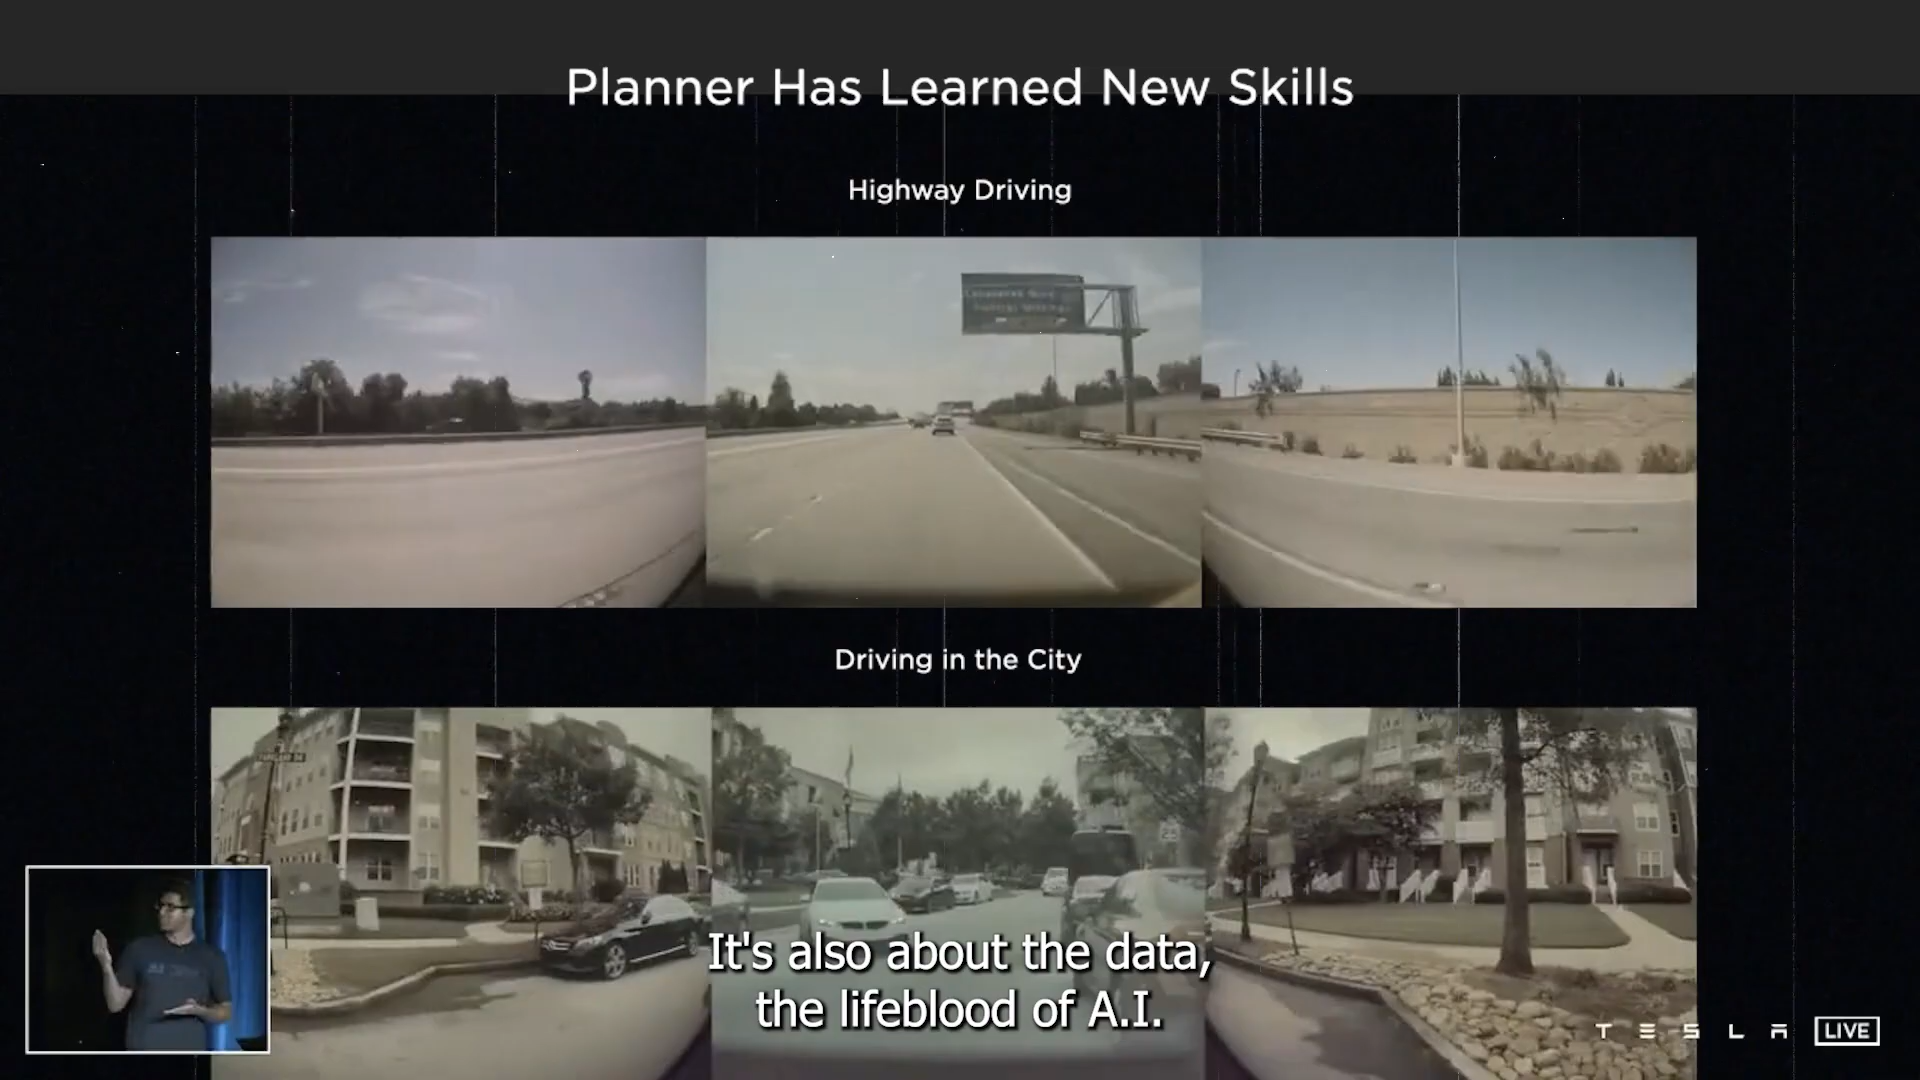 Planner Has Learned New Skills
Highway Driving
Driving in the City
It's also about the data,
the lifeblood of A.I.
TESLA LIVE